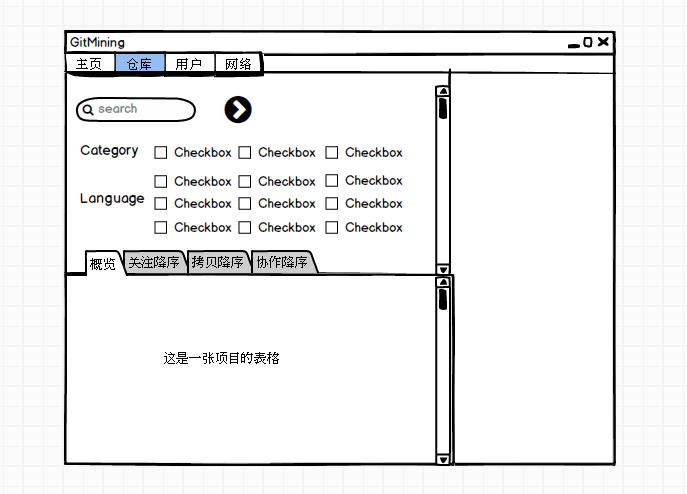 GitMining
主页 仓库 用户 网络
search
Category Checkbox Checkbox Checkbox
Checkbox Checkbox Checkbox
Language Checkbox Checkbox Checkbox
Checkbox Checkbox Checkbox
概览 关注降序 拷贝降序 协作降序
这是一张项目的表格